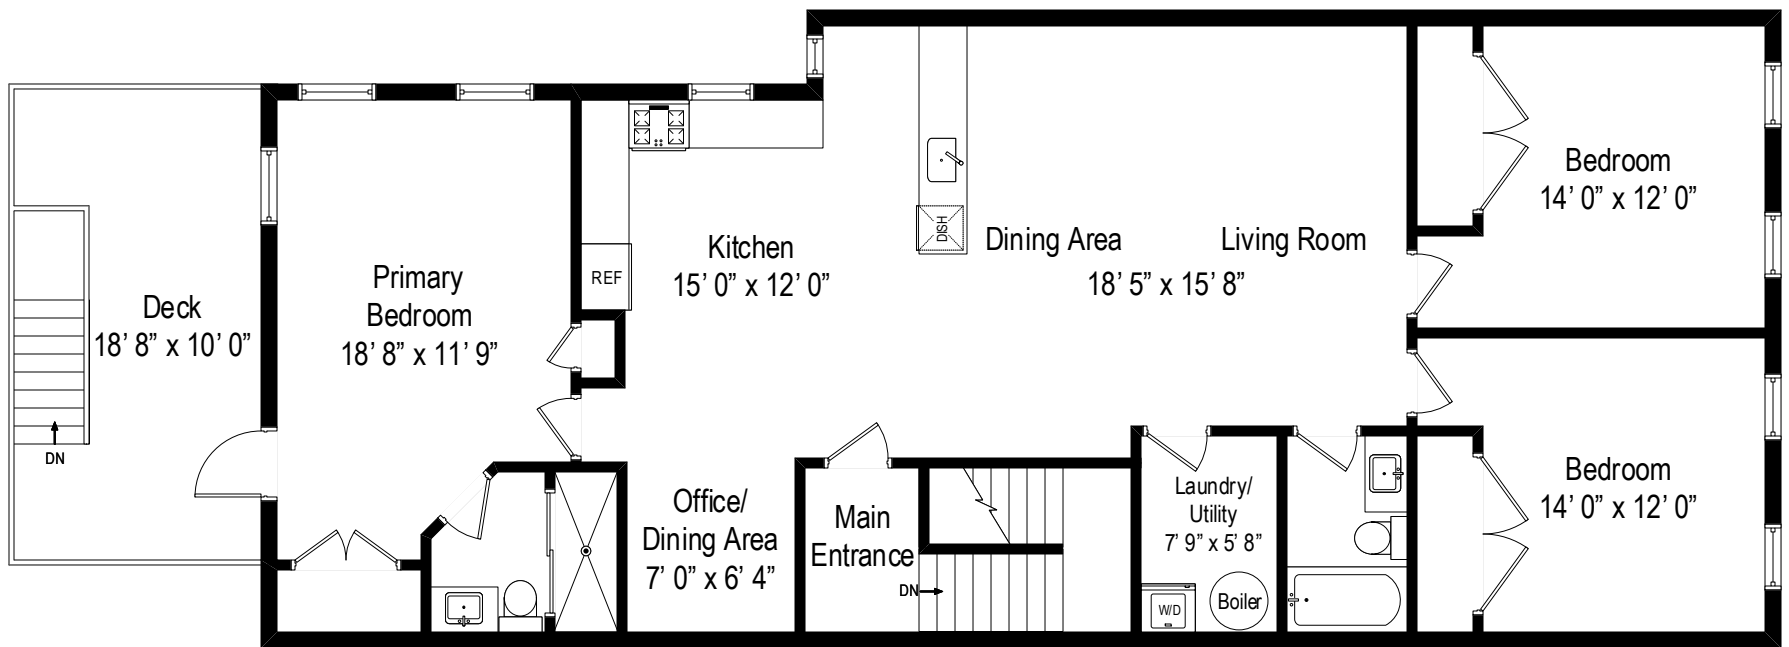 Deck
18’ 8” x 10’ 0”
DN
Primary
Bedroom
18’ 8” x 11’ 9”
REF
Kitchen
15’ 0” x 12’ 0”
DISH
Dining Area
Living Room
18’ 5” x 15’ 8”
Bedroom
14’ 0” x 12’ 0”
Office/
Dining Area
7’ 0” x 6’ 4”
Main
Entrance
DN
Laundry/
Utility
7’ 9” x 5’ 8”
W/D
Boiler
Bedroom
14’ 0” x 12’ 0”